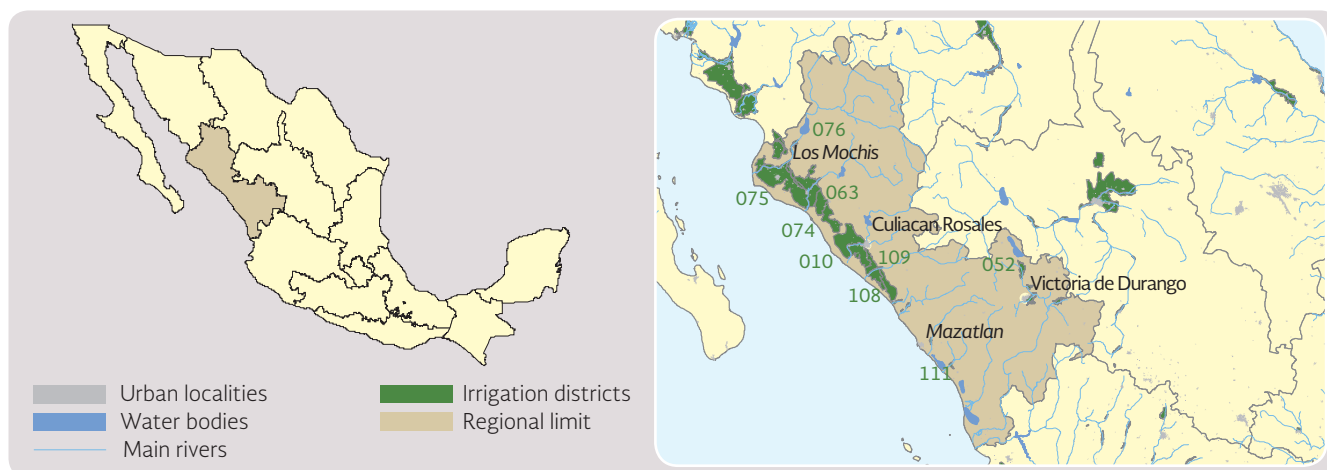 Urban localities
Water bodies
Main rivers
Irrigation districts
Regional limit
076
Los Mochis
075
063
074
Culiacan Rosales
010
109
052
108
Victoria de Durango
Mazatlan
111